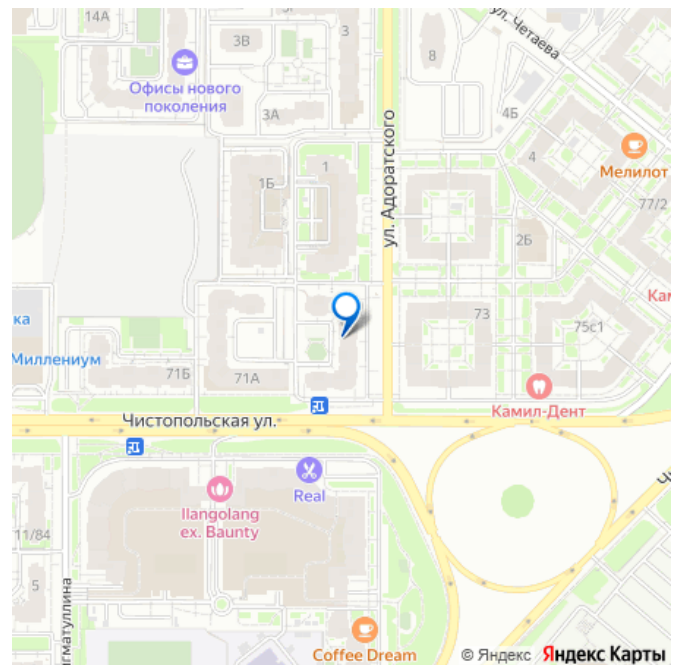 14А
3В
3
ул. Четаева
8
Офисы нового
поколения
3А
4Б
ул. Адоратского
4
Мелилот
1Б
1
77/2
2Б
ка
73
75с1
Миллениум
71Б
71А
Камил-Дент
Чистопольская ул.
Real
Ilangolang
ex. Baunty
11/84
5
Coffee Dream
© Яндекс Яндекс Карты